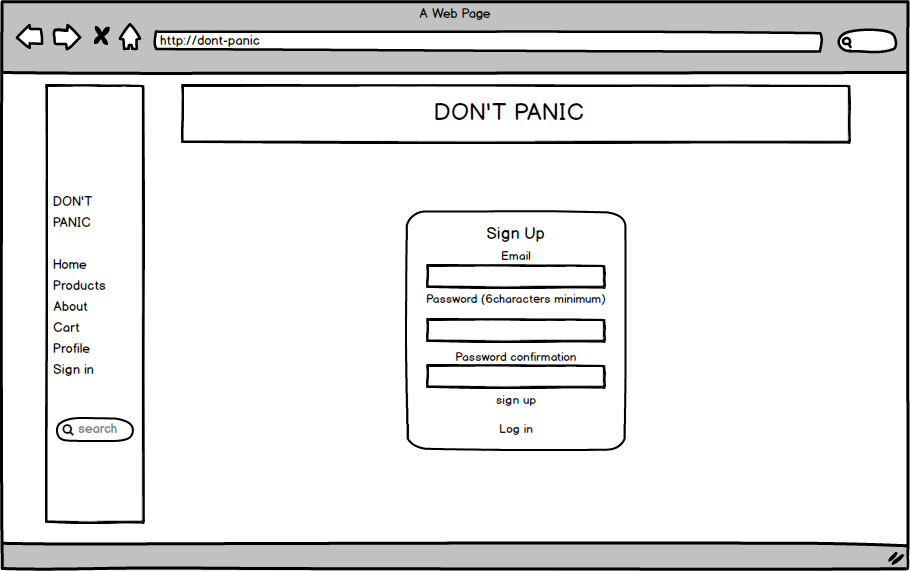 A Web Page
http://dont-panic
DON'T PANIC
DON'T
PANIC
Home
Products
About
Cart
Profile
Sign in
search
Sign Up
Email
Password (6characters minimum)
Password confirmation
sign up
Log in